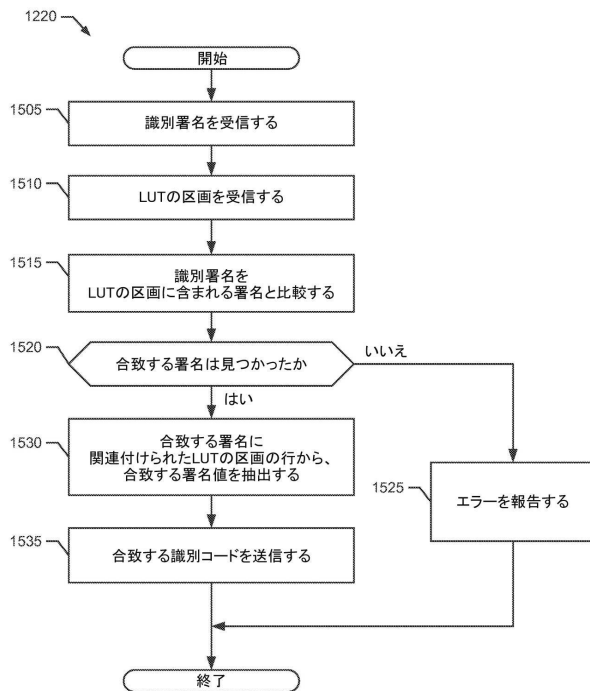 1220
開始
1505
識別署名を受信する
1510
LUTの区画を受信する
1515
識別署名を
LUTの区画に含まれる署名と比較する
1520
合致する署名は見つかったか
いいえ
はい
1530
合致する署名に
関連付けられたLUTの区画の行から、
合致する署名値を抽出する
1525
エラーを報告する
1535
合致する識別コードを送信する
終了